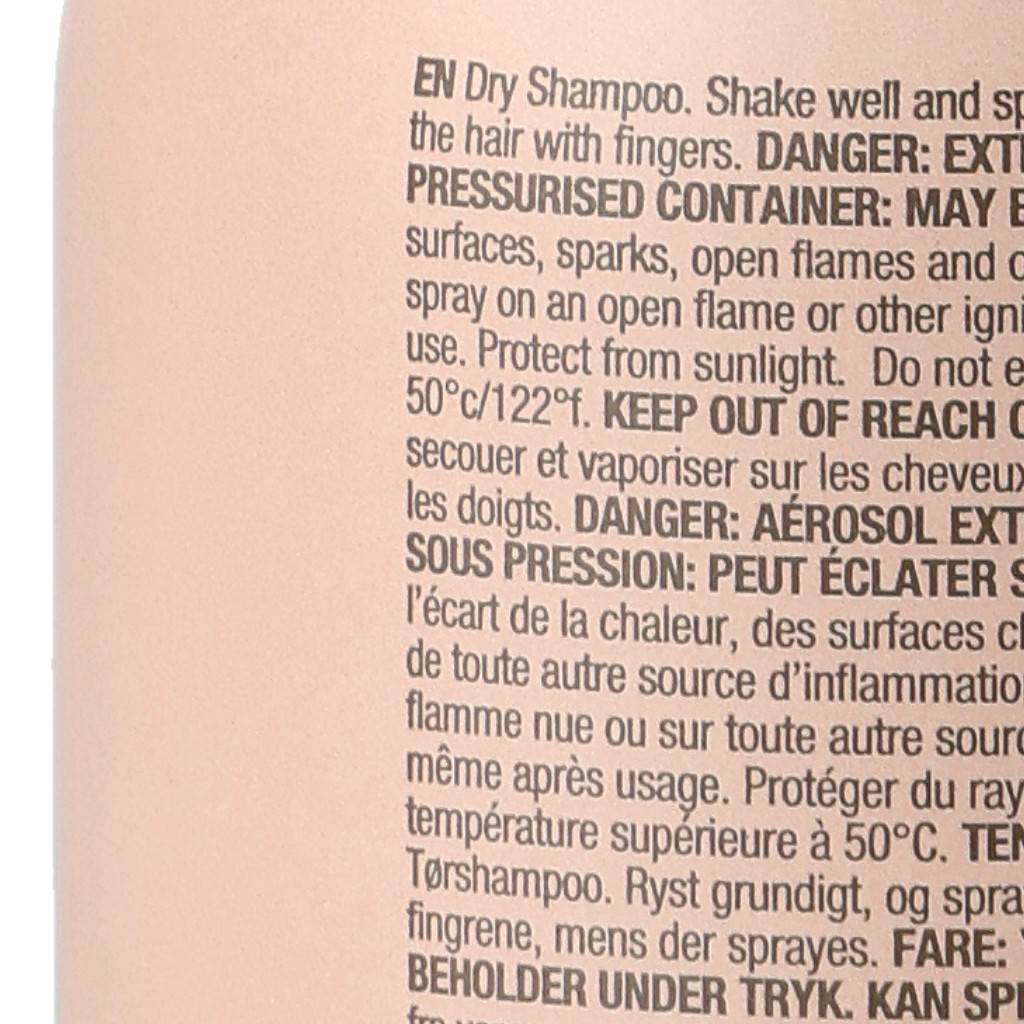 EN Dry Shampoo. Shake well and sp
the hair with fingers. DANGER: EXT
PRESSURISED CONTAINER: MAY
surfaces, sparks, open flames and
spray on an open flame or other igni
use. Protect from sunlight. Do not e
50°c/122°f. KEEP OUT OF REACH
secouer et vaporiser sur les cheveux
les doigts. DANGER: AÉROSOL EXT
SOUS PRESSION: PEUT ÉCLATER S
l'écart de la chaleur, des surfaces
de toute autre source d'inflammatio
flamme nue ou sur toute autre sourc
même après usage. Protéger du ray
température supérieure à 50°C. TEN
Tørshampoo. Ryst grundigt, og spra
fingrene, mens der sprayes. FARE:
BEHOLDER UNDER TRYK. KAN SP